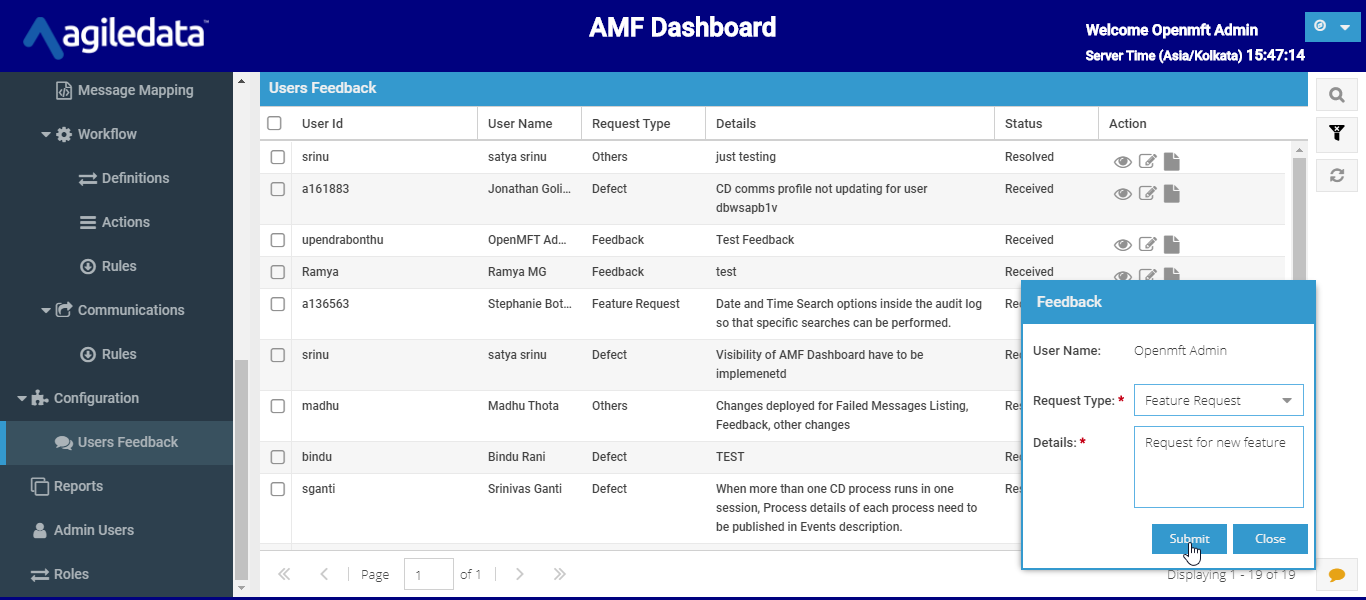 agiledata™
AMF Dashboard
Welcome Openmft Admin
Server Time (Asia/Kolkata) 15:47:14
Message Mapping
Workflow
Definitions
Actions
Rules
Communications
Rules
Configuration
Users Feedback
Reports
Admin Users
Roles
Users Feedback
User Id User Name Request Type Details Status Action
srinu satya srinu Others just testing Resolved
a161883 Jonathan Goli... Defect CD comms profile not updating for user Received
dbwsapb1v
upendrabonthu OpenMFT Ad... Feedback Test Feedback Received
Ramya Ramya MG Feedback test Received
a136563 Stephanie Bot... Feature Request Date and Time Search options inside the audit log Re
so that specific searches can be performed.
srinu satya srinu Defect Visibility of AMF Dashboard have to be Re
implemenetd
madhu Madhu Thota Others Changes deployed for Failed Messages Listing, Re
Feedback, other changes
bindu Bindu Rani Defect TEST Re
sganti Srinivas Ganti Defect When more than one CD process runs in one Re
session, Process details of each process need to
be published in Events description.
Page 1 of 1
Displaying 1 - 19 of 19
Feedback
User Name: Openmft Admin
Request Type: * Feature Request
Details: * Request for new feature
Submit Close